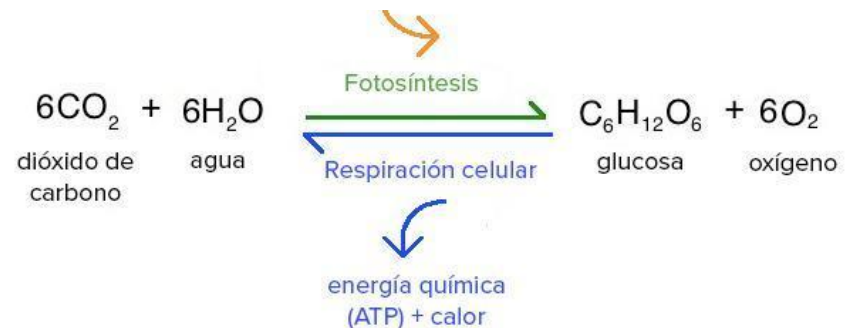 Fotosíntesis
6CO₂ + 6H₂O C₆H₁₂O₆ + 6O₂
dióxido de carbono agua glucosa oxígeno
Respiración celular
energía química
(ATP) + calor